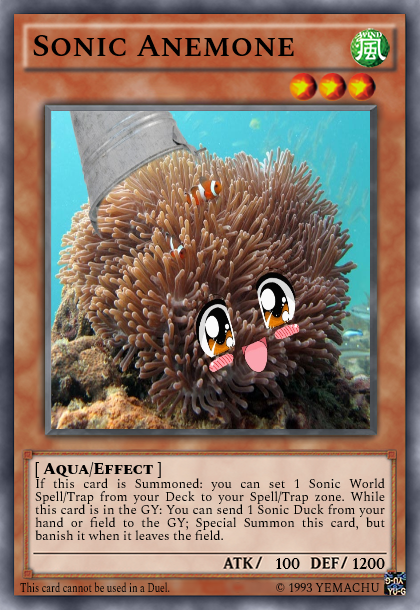 Sonic Anemone
WIND
風
[ Aqua/Effect ]
If this card is Summoned: you can set 1 Sonic World
Spell/Trap from your Deck to your Spell/Trap zone. While
this card is in the GY: You can send 1 Sonic Duck from your
hand or field to the GY; Special Summon this card, but
banish it when it leaves the field.
ATK/ 100 DEF/ 1200
This card cannot be used in a Duel.
© 1993 YEMACHU